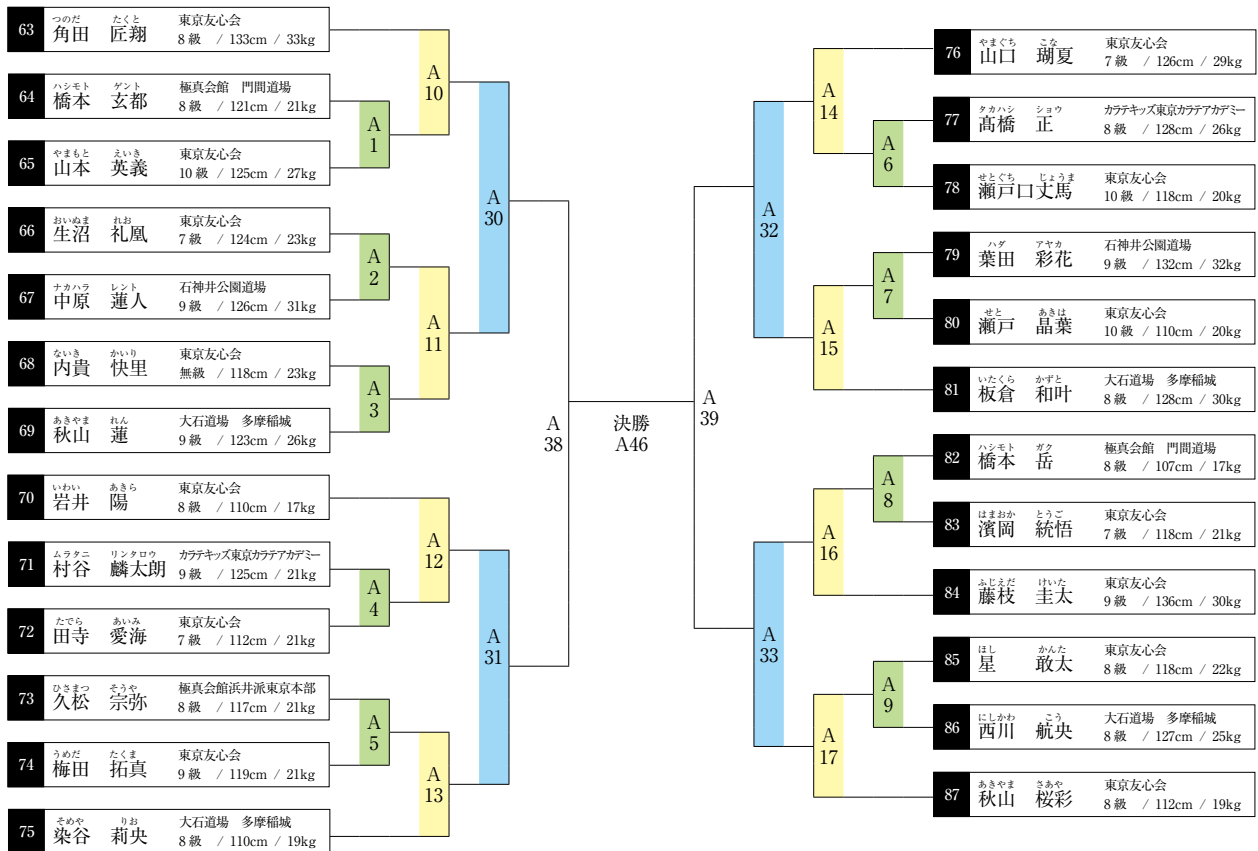 63
つのだ たくと
角田 匠翔
東京友心会
8級 / 133cm / 33kg
64
ハシモト ゲント
橋本 玄都
極真会館 門間道場
8級 / 121cm / 21kg
65
やまもと えいき
山本 英義
東京友心会
10級 / 125cm / 27kg
66
おいぬま れお
生沼 礼凰
東京友心会
7級 / 124cm / 23kg
67
ナカハラ レント
中原 蓮人
石神井公園道場
9級 / 126cm / 31kg
68
ないき かいり
内貴 快里
東京友心会
無級 / 118cm / 23kg
69
あきやま れん
秋山 蓮
大石道場 多摩稲城
9級 / 123cm / 26kg
70
いわい あきら
岩井 陽
東京友心会
8級 / 110cm / 17kg
71
ムラタニ リンタロウ
村谷 麟太朗
カラテキッズ東京カラテアカデミー
9級 / 125cm / 21kg
72
たでら あいみ
田寺 愛海
東京友心会
7級 / 112cm / 21kg
73
ひさまつ そうや
久松 宗弥
極真会館浜井派東京本部
8級 / 117cm / 21kg
74
うめだ たくま
梅田 拓真
東京友心会
9級 / 119cm / 21kg
75
そめや りお
染谷 莉央
大石道場 多摩稲城
8級 / 110cm / 19kg
A
1
A
2
A
3
A
4
A
5
A
10
A
11
A
12
A
13
A
30
A
31
A
38
決勝
A46
A
39
A
32
A
33
A
14
A
15
A
16
A
17
A
6
A
7
A
8
A
9
76
やまぐち こな
山口 瑚夏
東京友心会
7級 / 126cm / 29kg
77
タカハシ ショウ
髙橋 正
カラテキッズ東京カラテアカデミー
8級 / 128cm / 26kg
78
せとぐち じょうま
瀬戸口丈馬
東京友心会
10級 / 118cm / 20kg
79
ハダ アヤカ
葉田 彩花
石神井公園道場
9級 / 132cm / 32kg
80
せと あきは
瀬戸 晶葉
東京友心会
10級 / 110cm / 20kg
81
いたくら かずと
板倉 和叶
大石道場 多摩稲城
8級 / 128cm / 30kg
82
ハシモト ガク
橋本 岳
極真会館 門間道場
8級 / 107cm / 17kg
83
はまおか とうご
濱岡 統悟
東京友心会
7級 / 118cm / 21kg
84
ふじえだ けいた
藤枝 圭太
東京友心会
9級 / 136cm / 30kg
85
ほし かんた
星 敢太
東京友心会
8級 / 118cm / 22kg
86
にしかわ こう
西川 航央
大石道場 多摩稲城
8級 / 127cm / 25kg
87
あきやま さあや
秋山 桜彩
東京友心会
8級 / 112cm / 19kg